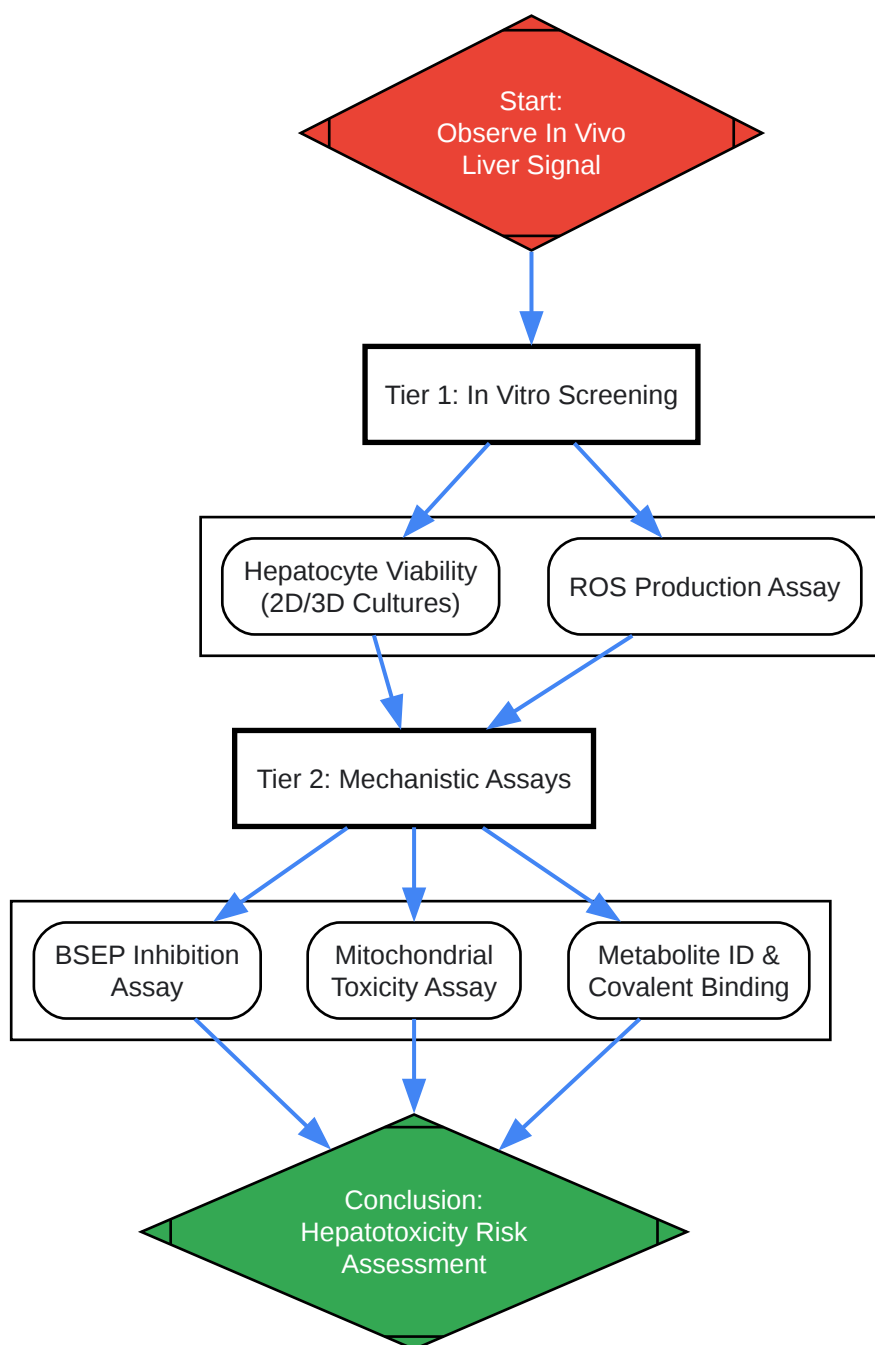 Start:
Observe In Vivo
Liver Signal
Tier 1: In Vitro Screening
Hepatocyte Viability
(2D/3D Cultures)
ROS Production Assay
Tier 2: Mechanistic Assays
BSEP Inhibition
Assay
Mitochondrial
Toxicity Assay
Metabolite ID &
Covalent Binding
Conclusion:
Hepatotoxicity Risk
Assessment